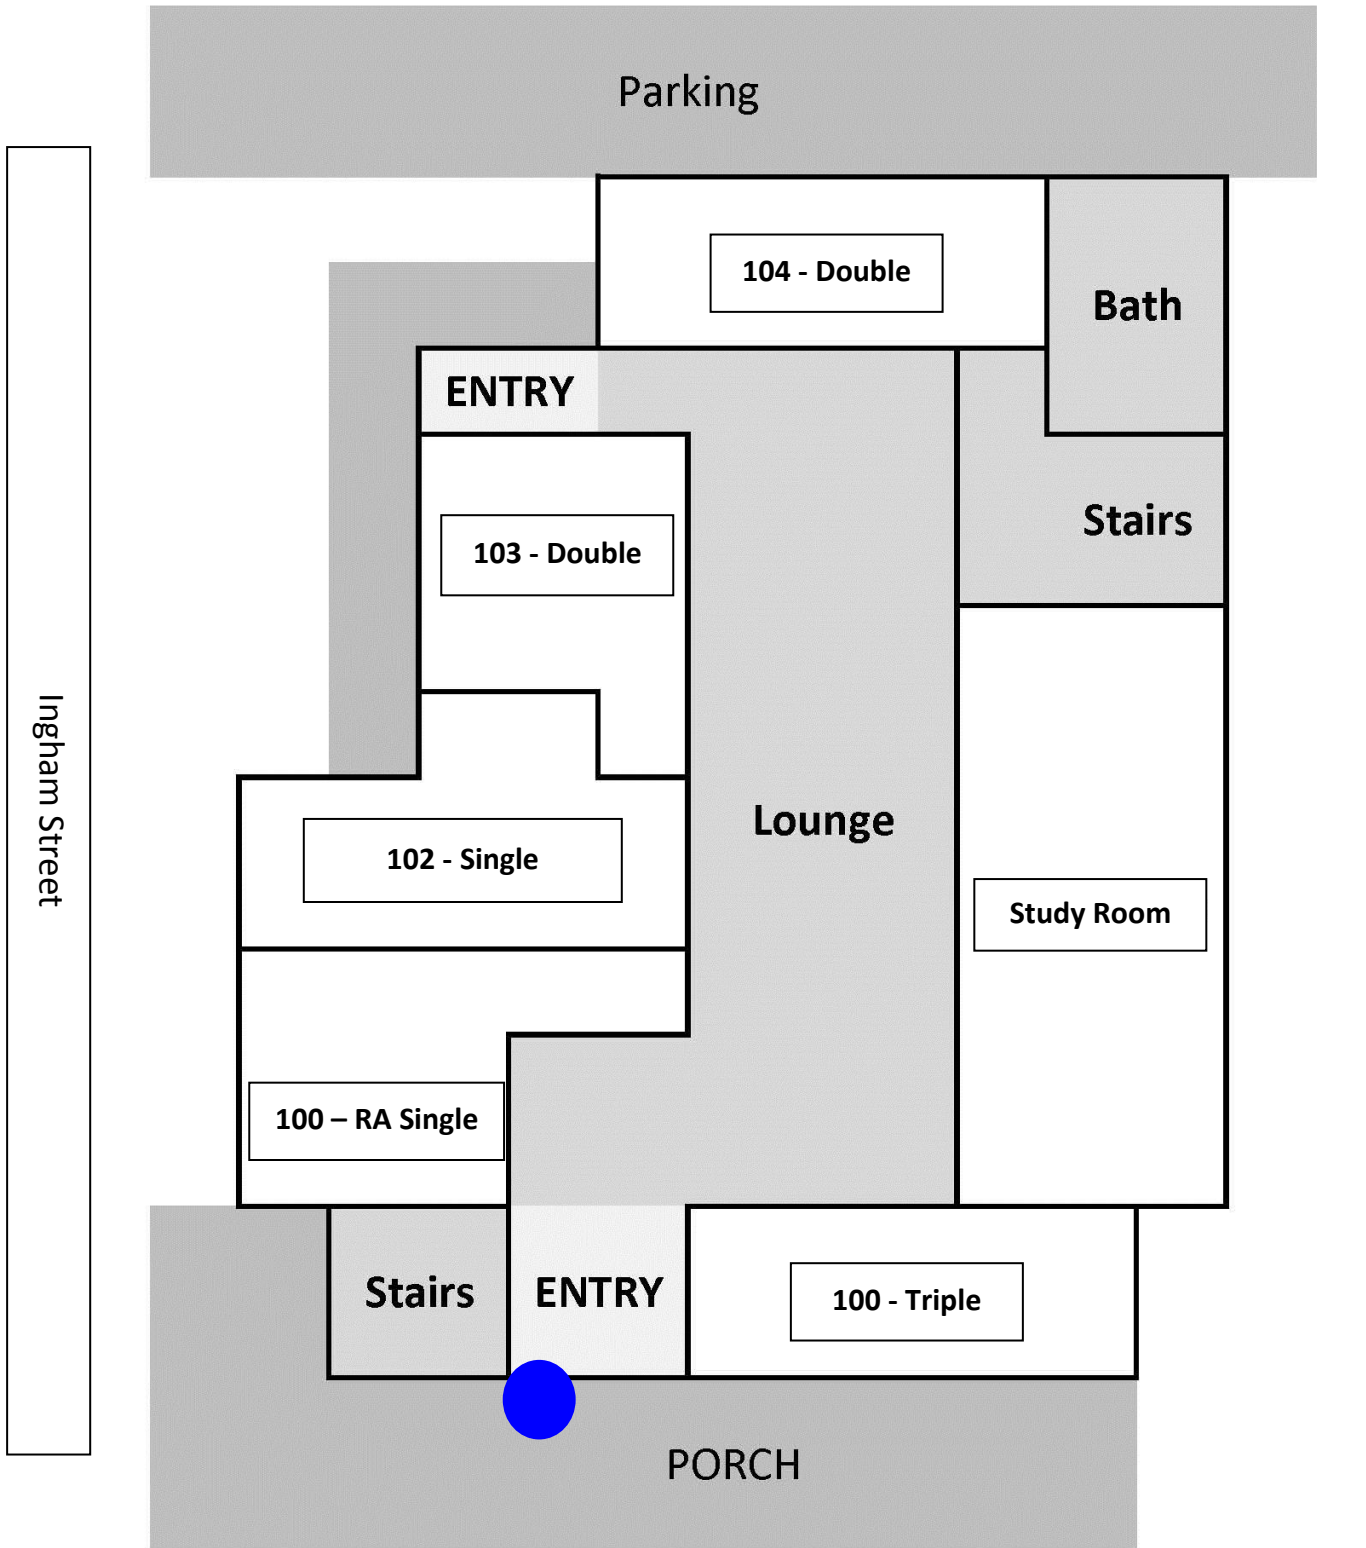 Parking
104 - Double
Bath
ENTRY
Stairs
103 - Double
Ingham Street
Lounge
102 - Single
Study Room
100 – RA Single
Stairs
ENTRY
100 - Triple
PORCH